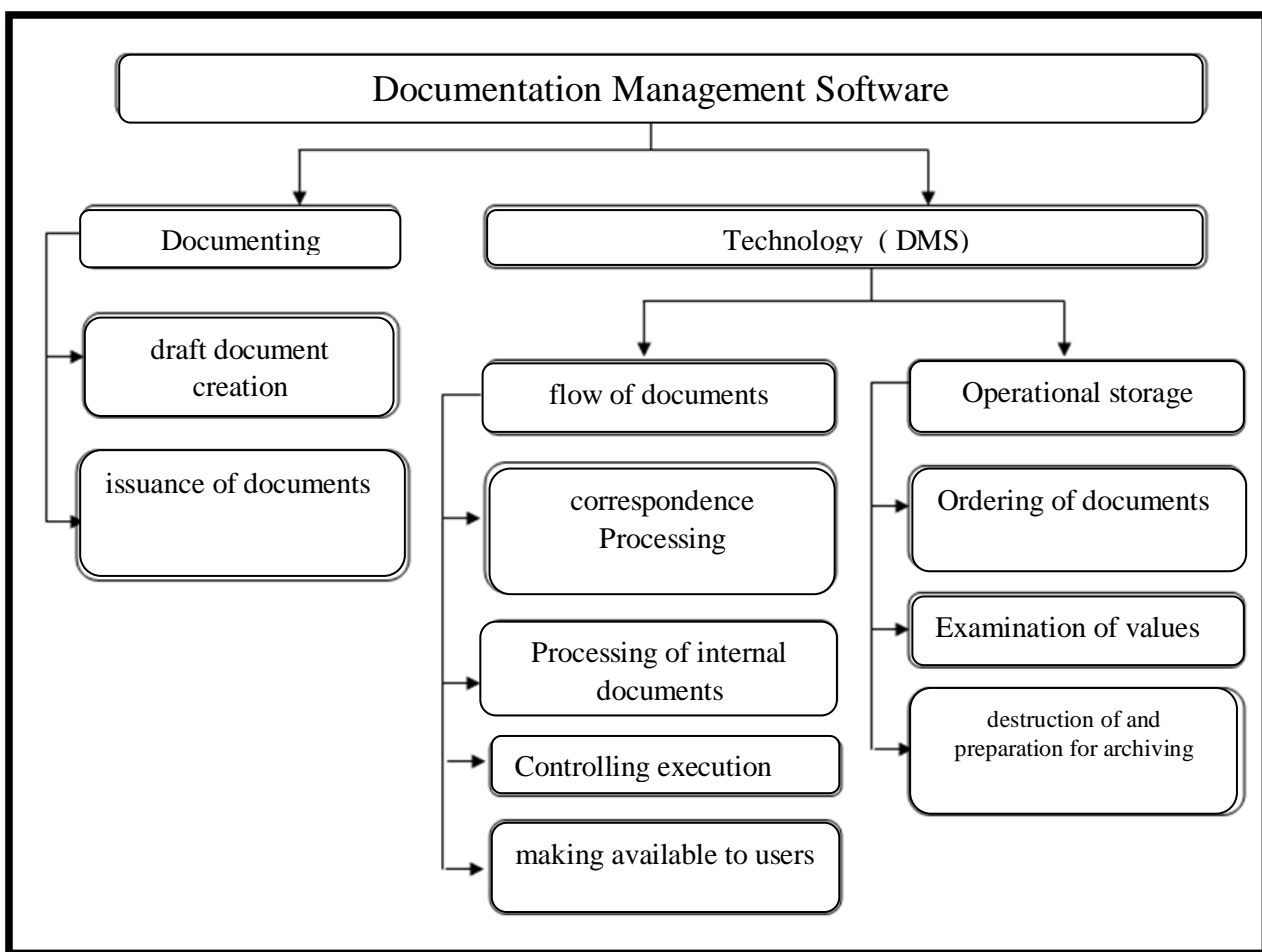 Documentation Management Software
Documenting
Technology ( DMS)
draft document
creation
issuance of documents
flow of documents
correspondence
Processing
Processing of internal
documents
Controlling execution
making available to users
Operational storage
Ordering of documents
Examination of values
destruction of and
preparation for archiving